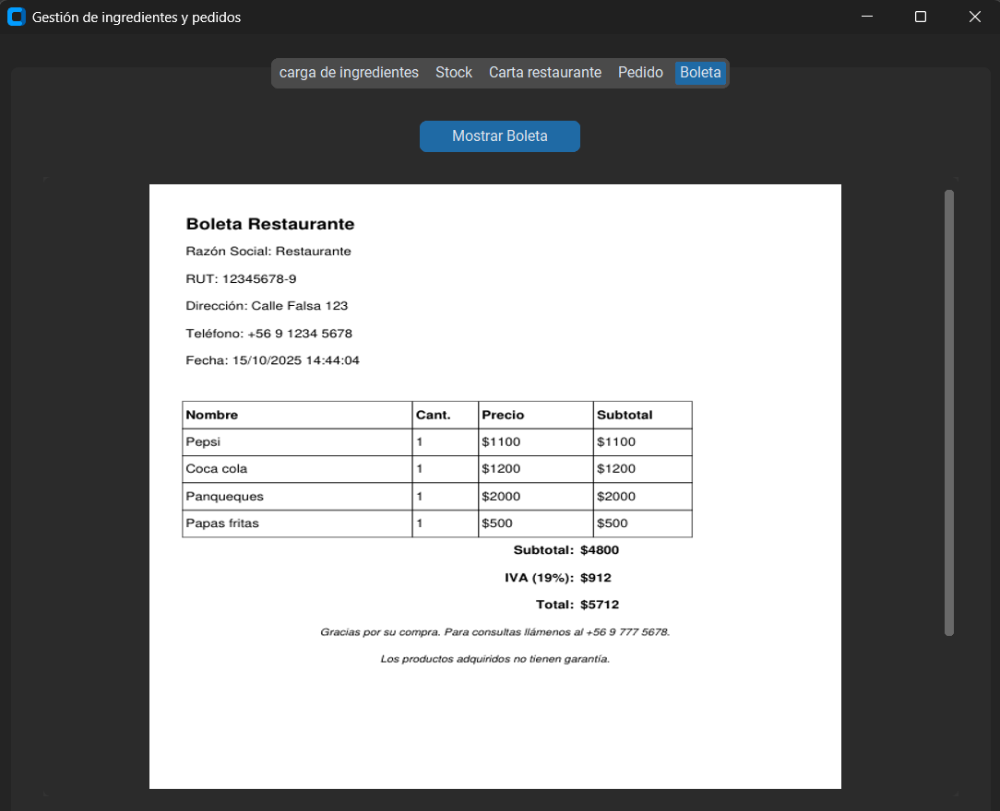 Gestión de ingredientes y pedidos
carga de ingredientes Stock Carta restaurante Pedido Boleta
Mostrar Boleta
Boleta Restaurante
Razón Social: Restaurante
RUT: 12345678-9
Dirección: Calle Falsa 123
Teléfono: +56 9 1234 5678
Fecha: 15/10/2025 14:44:04
Nombre Cant. Precio Subtotal
Pepsi 1 $1100 $1100
Coca cola 1 $1200 $1200
Panqueques 1 $2000 $2000
Papas fritas 1 $500 $500
Subtotal: $4800
IVA (19%): $912
Total: $5712
Gracias por su compra. Para consultas llámenos al +56 9 777 5678.
Los productos adquiridos no tienen garantía.